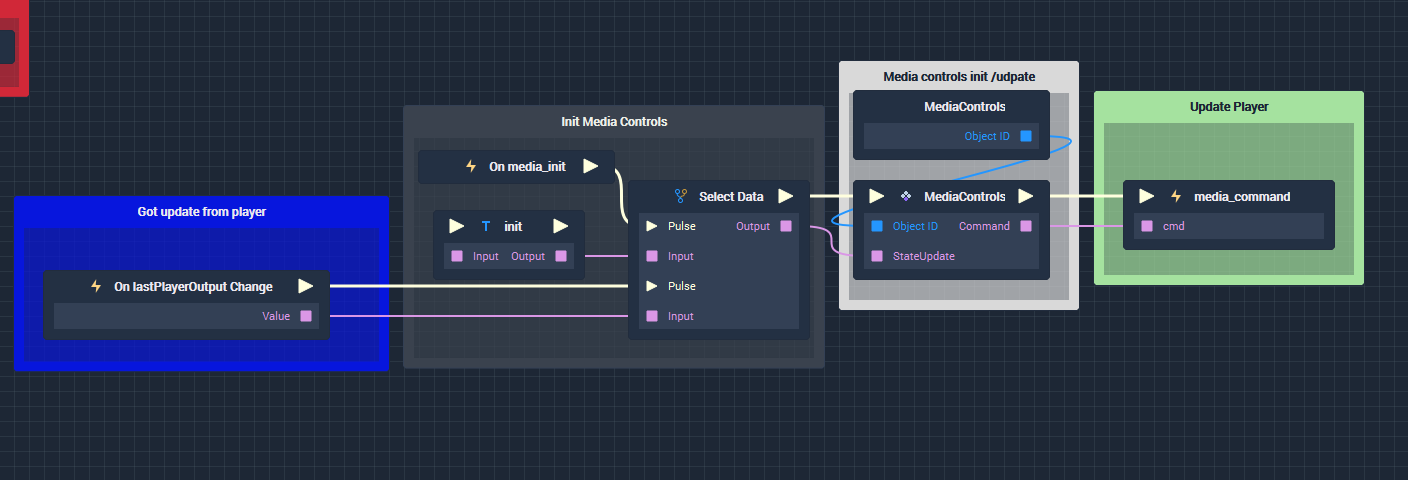 Got update from player
On lastPlayerOutput Change
Value
Init Media Controls
On media_init
init
Input Output
Select Data
Pulse Output
Input
Pulse
Input
Media controls init /udpate
MediaControls
Object ID
MediaControls
Object ID Command
StateUpdate
Update Player
media_command
cmd